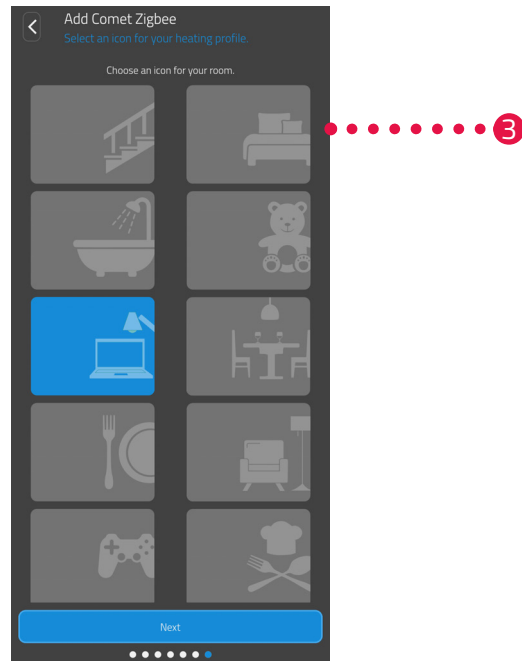 Add Comet Zigbee
Select an icon for your heating profile.
Choose an icon for your room.
3
Next